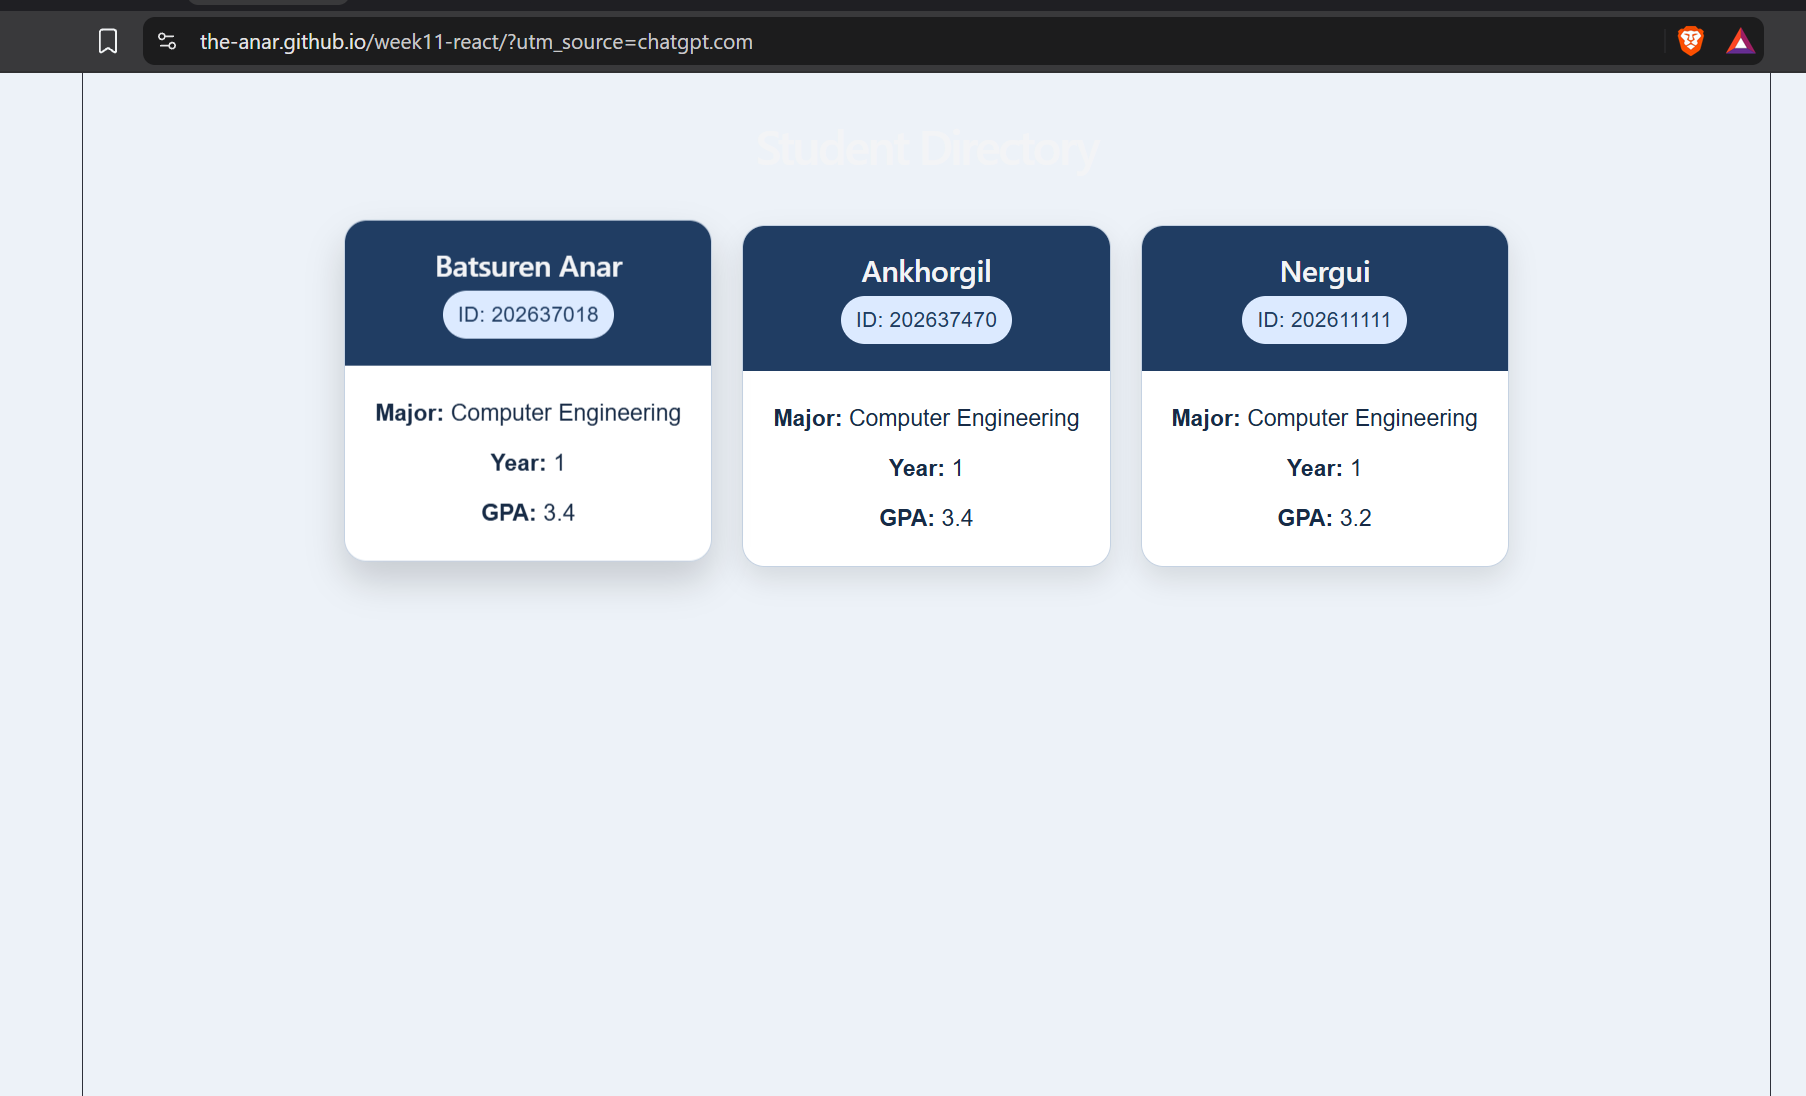 the-anar.github.io/week11-react/?utm_source=chatgpt.com
Student Directory
Batsuren Anar
ID: 202637018
Major: Computer Engineering
Year: 1
GPA: 3.4
Ankhorgil
ID: 202637470
Major: Computer Engineering
Year: 1
GPA: 3.4
Nergui
ID: 202611111
Major: Computer Engineering
Year: 1
GPA: 3.2